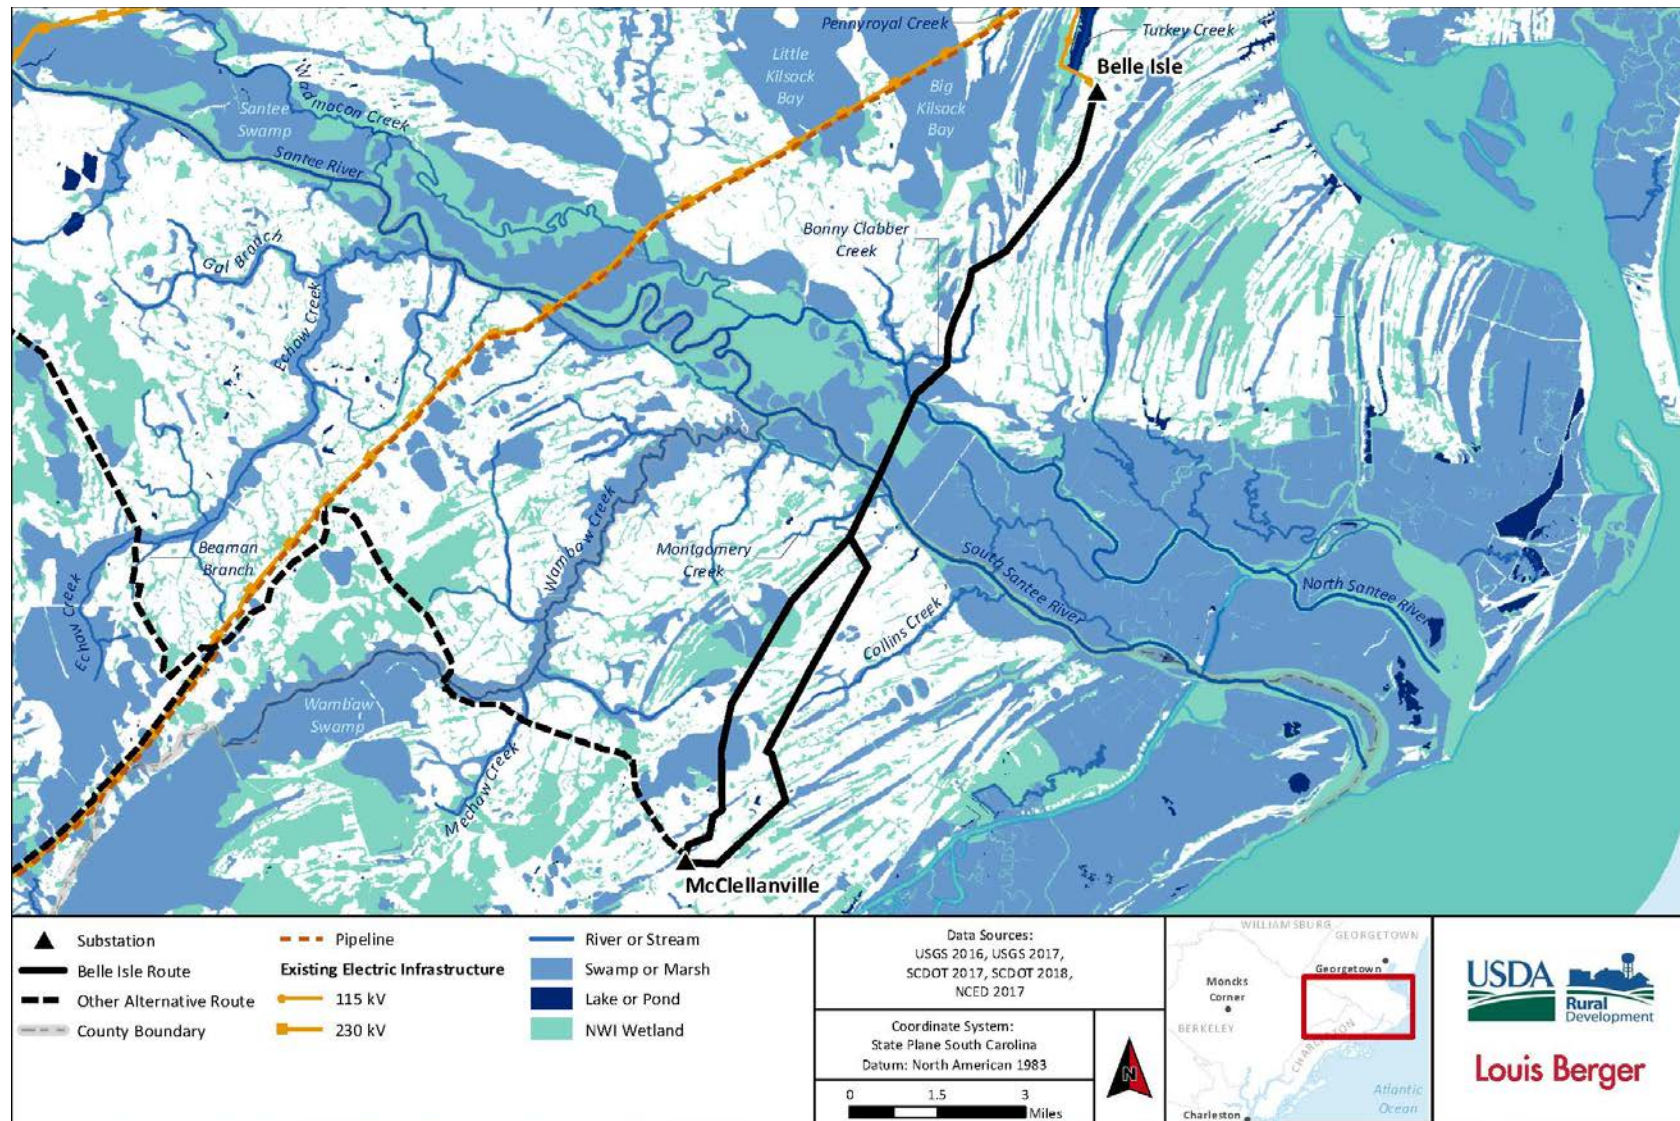 Pennyroyal Creek
Turkey Creek
Belle Isle
Little
Kilsock
Bay
Big
Kilsock
Bay
Wadmacon Creek
Santee
Swamp
Santee River
Bonny Clabber
Creek
Gal Branch
Echaw Creek
Beaman
Branch
Echaw Creek
Wambaw Creek
Montgomery
Creek
South Santee River
North Santee River
Collins Creek
Wambaw
Swamp
Mechaw Creek
McClellanville
Substation
Belle Isle Route
Other Alternative Route
County Boundary
Pipeline
Existing Electric Infrastructure
115 kV
230 kV
River or Stream
Swamp or Marsh
Lake or Pond
NWI Wetland
Data Sources:
USGS 2016, USGS 2017,
SCDOT 2017, SCDOT 2018,
NCED 2017
Coordinate System:
State Plane South Carolina
Datum: North American 1983
0 1.5 3
Miles
N
WILLIAMSBURG
GEORGETOWN
Georgetown
Moncks
Corner
BERKELEY
CHARLESTON
Atlantic
Ocean
Charleston
USDA
Rural
Development
Louis Berger